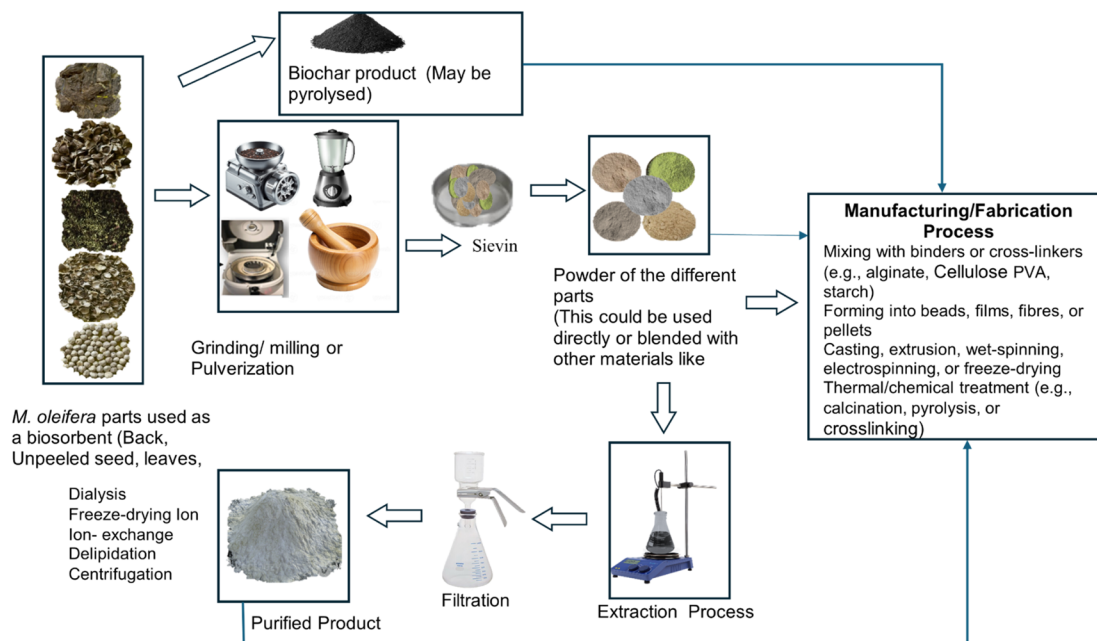 Biochar product (May be
pyrolysed)
Sievin
Grinding/ milling or
Pulverization
Powder of the different
parts
(This could be used
directly or blended with
other materials like
Manufacturing/Fabrication
Process
Mixing with binders or cross-linkers
(e.g., alginate, Cellulose PVA,
starch)
Forming into beads, films, fibres, or
pellets
Casting, extrusion, wet-spinning,
electrospinning, or freeze-drying
Thermal/chemical treatment (e.g.,
calcination, pyrolysis, or
crosslinking)
M. oleifera parts used as
a biosorbent (Back,
Unpeeled seed, leaves,
Dialysis
Freeze-drying Ion
Ion- exchange
Delipidation
Centrifugation
Purified Product
Filtration
Extraction Process